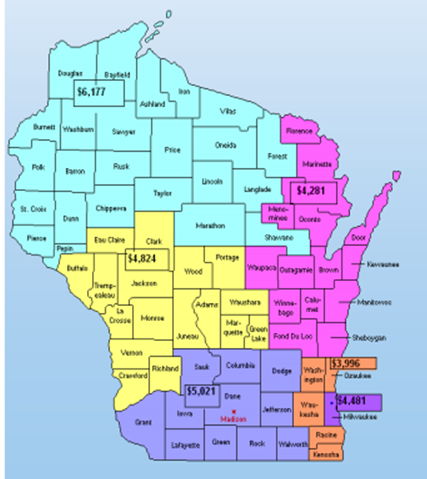 Douglas
Bayfield
$6,177
Iron
Ashland
Vilas
Burnett
Washburn
Sawyer
Florence
Price
Oneida
Forest
Marinette
Polk
Barron
Rusk
Lincoln
Langlade
$4,281
Taylor
St. Croix
Dunn
Chippewa
Meno-
minee
Oconto
Marathon
Door
Pierce
Pepin
Eau Claire
Clark
Shawano
$4,824
Portage
Kewaunee
Buffalo
Wood
Waupaca
Outagamie
Brown
Tremp-
ealeau
Jackson
Adams
Waushara
Winne-
bago
Calu-
met
Manitowoc
La
Crosse
Monroe
Mar-
quette
Green
Lake
Juneau
Fond Du Loc
Sheboygan
Vernon
Richland
Sauk
Columbia
Dodge
Wash-
ington
$3,996
Ozaukee
Crawford
$5,021
Dane
Wau-
kesha
$4,481
Milwaukee
Iowa
Madison
Jefferson
Grant
Lafayette
Green
Rock
Walworth
Racine
Kenosha